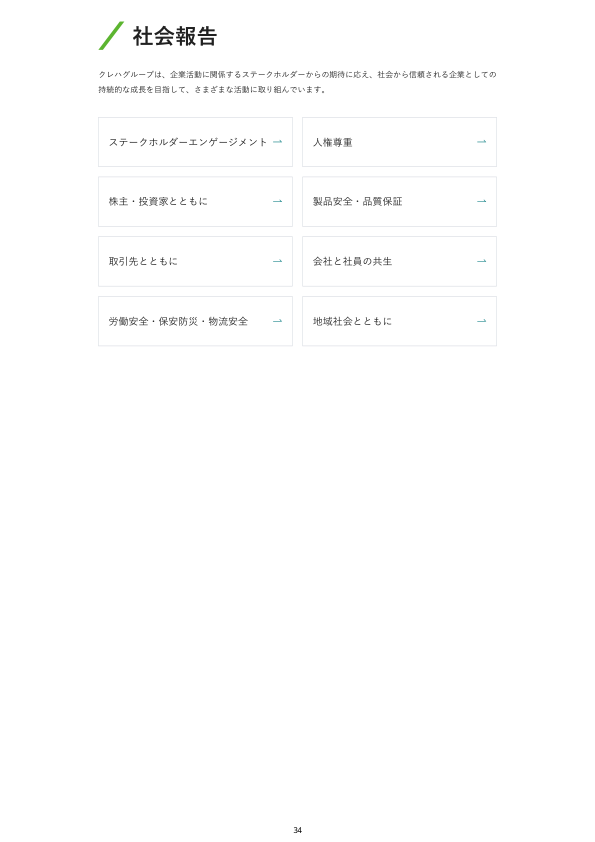 社会報告
クレハグループは、企業活動に関係するステークホルダーからの期待に応え、社会から信頼される企業としての
持続的な成長を目指して、さまざまな活動に取り組んでいます。
ステークホルダーエンゲージメント
人権尊重
株主・投資家とともに
製品安全・品質保証
取引先とともに
会社と社員の共生
労働安全・保安防災・物流安全
地域社会とともに
34